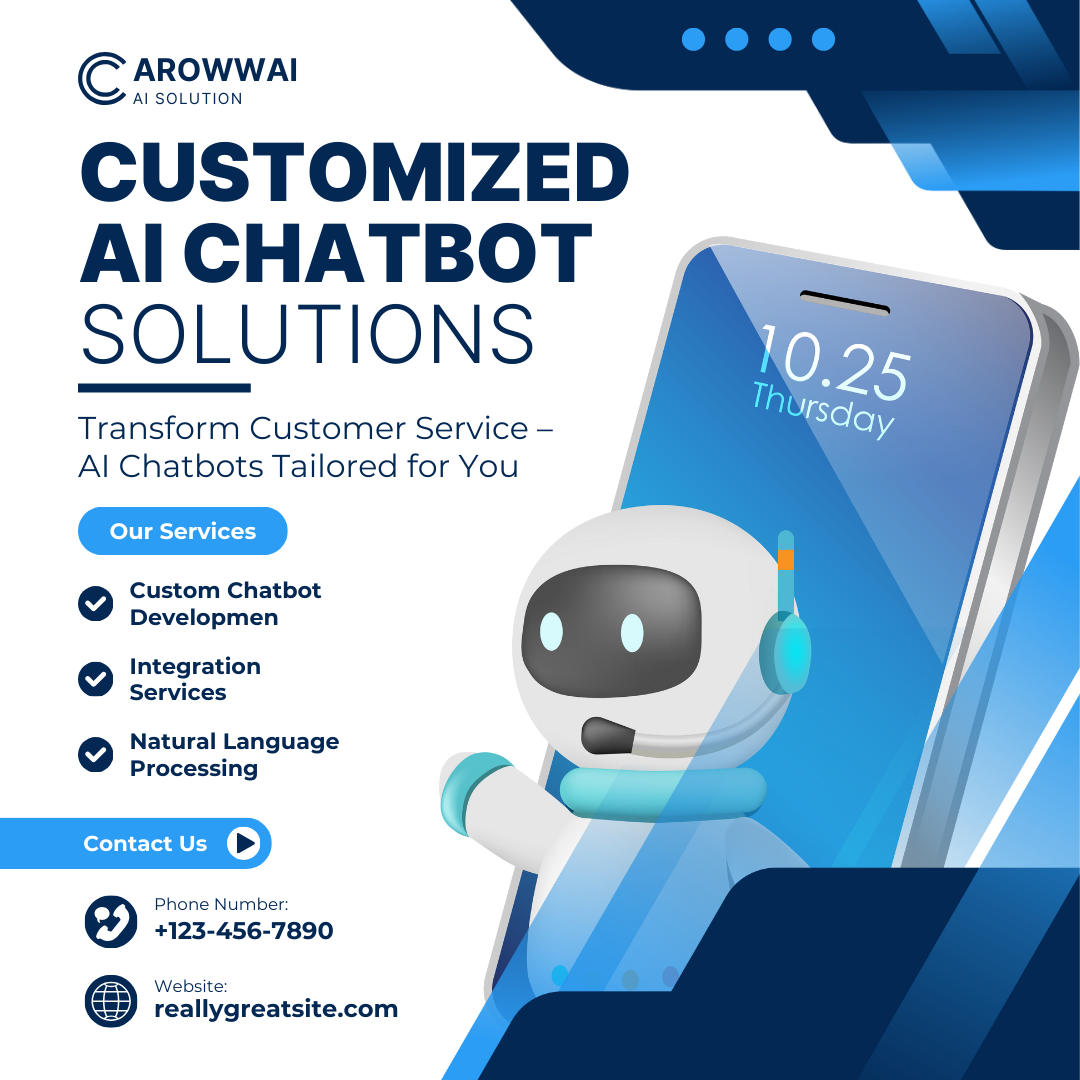 AROWWAI
AI SOLUTION
CUSTOMIZED
AI CHATBOT
SOLUTIONS
Transform Customer Service –
AI Chatbots Tailored for You
Our Services
Custom Chatbot
Developmen
Integration
Services
Natural Language
Processing
Contact Us
Phone Number:
+123-456-7890
Website:
reallygreatsite.com
10.25
Thursday